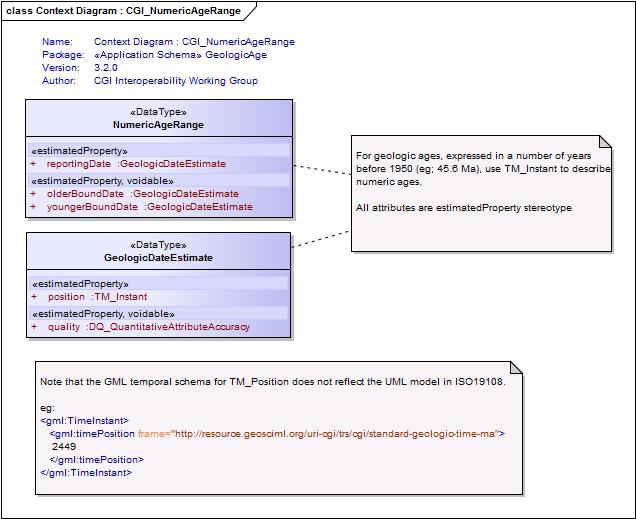 class Context Diagram : CGI_NumericAgeRange
Name: Context Diagram : CGI_NumericAgeRange
Package: «Application Schema» GeologicAge
Version: 3.2.0
Author: CGI Interoperability Working Group
«DataType»
NumericAgeRange
«estimatedProperty»
+ reportingDate :GeologicDateEstimate
«estimatedProperty, voidable»
+ olderBoundDate :GeologicDateEstimate
+ youngerBoundDate :GeologicDateEstimate
For geologic ages, expressed in a number of years
before 1950 (eg; 45.6 Ma), use TM_Instant to describe
numeric ages.
All attributes are estimatedProperty stereotype
«DataType»
GeologicDateEstimate
«estimatedProperty»
+ position :TM_Instant
«estimatedProperty, voidable»
+ quality :DQ_QuantitativeAttributeAccuracy
Note that the GML temporal schema for TM_Position does not reflect the UML model in ISO19108.
eg:
<gml:TimeInstant>
<gml:timePosition frame="http://resource.geosciml.org/uri-cgi/trs/cgi/standard-geologic-time-ma">
2449
</gml:timePosition>
</gml:TimeInstant>